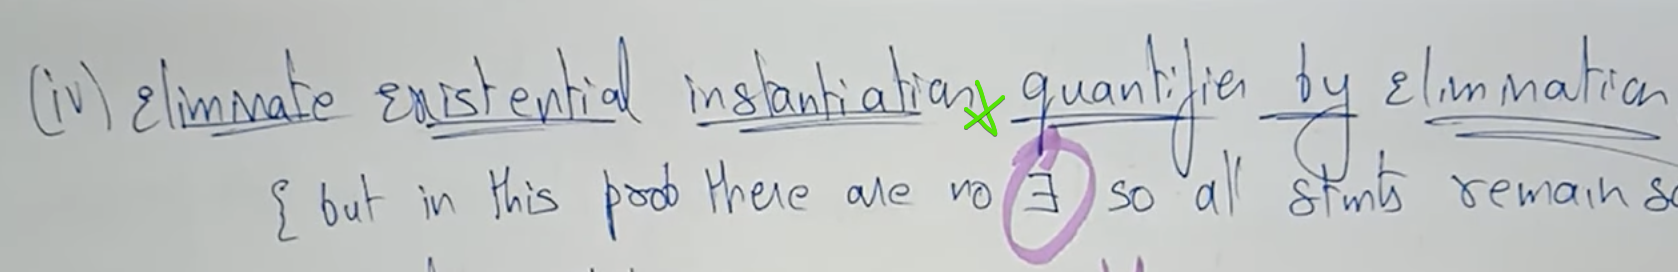 (iv) Eliminate Existential instantiation quantifier by elimination
{ but in this prob there are no ∃ so all stmts remain